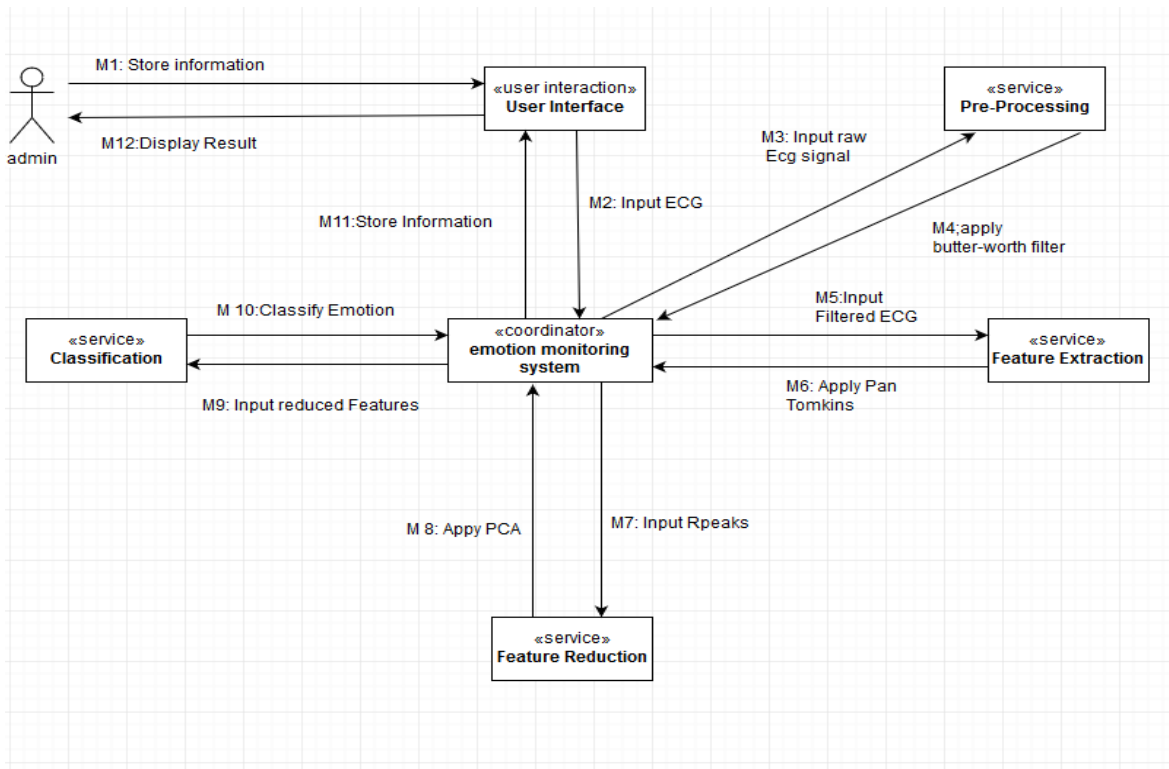 M1: Store information
«user interaction»
User Interface
«service»
Pre-Processing
M12:Display Result
admin
M3: Input raw
Ecg signal
M2: Input ECG
M11:Store Information
M4;apply
butter-worth filter
M5:Input
Filtered ECG
M 10:Classify Emotion
«service»
Classification
«coordinator»
emotion monitoring
system
«service»
Feature Extraction
M9: Input reduced Features
M6: Apply Pan
Tomkins
M 8: Appy PCA
M7: Input Rpeaks
«service»
Feature Reduction